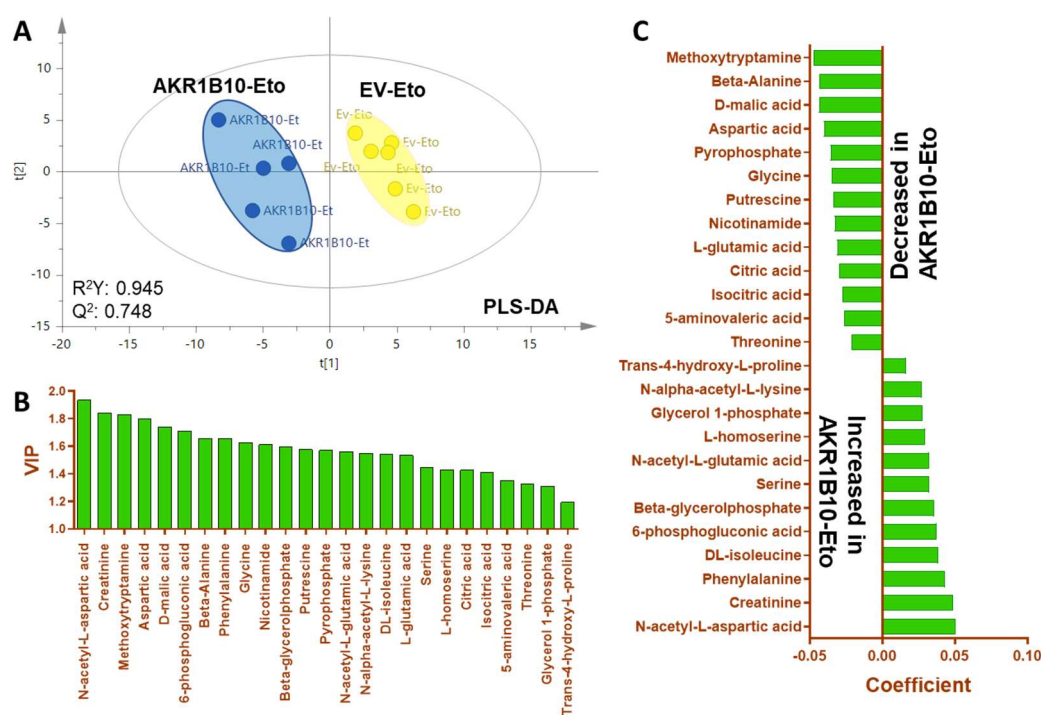 A
AKR1B10-Eto
EV-Eto
AKR1B10-Et
AKR1B10-Et
AKR1B10-Et
AKR1B10-Et
AKR1B10-Et
Ev-Eto
Ev-Eto
Ev-Eto
Ev-Eto
Ev-Eto
Ev-Eto
t[2]
10
5
0
-5
-10
-15
R²Y: 0.945
Q²: 0.748
PLS-DA
-20
-15
-10
-5
0
5
10
15
t[1]
B
VIP
2.0
1.8
1.6
1.4
1.2
1.0
N-acetyl-L-aspartic acid
Creatinine
Methoxytryptamine
Aspartic acid
D-malic acid
6-phosphogluconic acid
Beta-Alanine
Phenylalanine
Glycine
Nicotinamide
Beta-glycerolphosphate
Putrescine
Pyrophosphate
N-acetyl-L-glutamic acid
N-alpha-acetyl-L-lysine
DL-isoleucine
L-glutamic acid
Serine
L-homoserine
Citric acid
Isocitric acid
5-aminovaleric acid
Threonine
Glycerol 1-phosphate
Trans-4-hydroxy-L-proline
C
Methoxytryptamine
Beta-Alanine
D-malic acid
Aspartic acid
Pyrophosphate
Glycine
Putrescine
Nicotinamide
L-glutamic acid
Citric acid
Isocitric acid
5-aminovaleric acid
Threonine
Trans-4-hydroxy-L-proline
N-alpha-acetyl-L-lysine
Glycerol 1-phosphate
L-homoserine
N-acetyl-L-glutamic acid
Serine
Beta-glycerolphosphate
6-phosphogluconic acid
DL-isoleucine
Phenylalanine
Creatinine
N-acetyl-L-aspartic acid
Decreased in
AKR1B10-Eto
Increased in
AKR1B10-Eto
-0.05
0.00
0.05
0.10
Coefficient